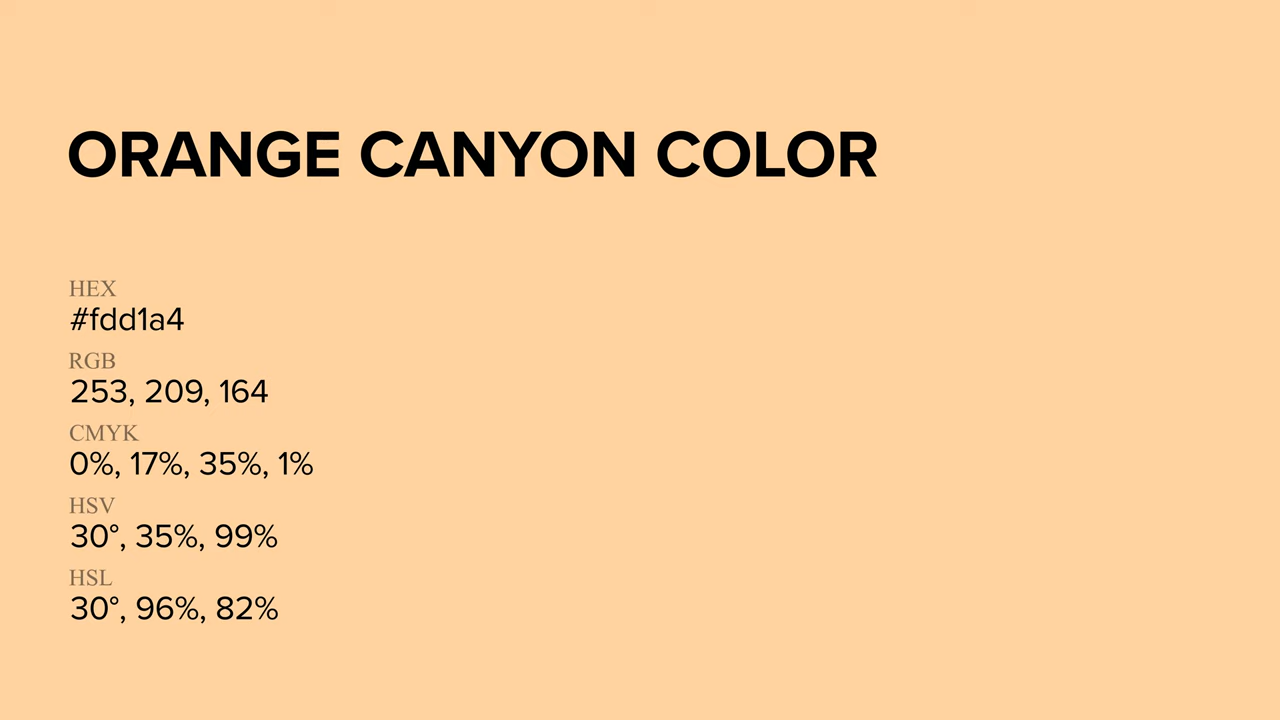 ORANGE CANYON COLOR
HEX
#fdd1a4
RGB
253, 209, 164
CMYK
0%, 17%, 35%, 1%
HSV
30°, 35%, 99%
HSL
30°, 96%, 82%